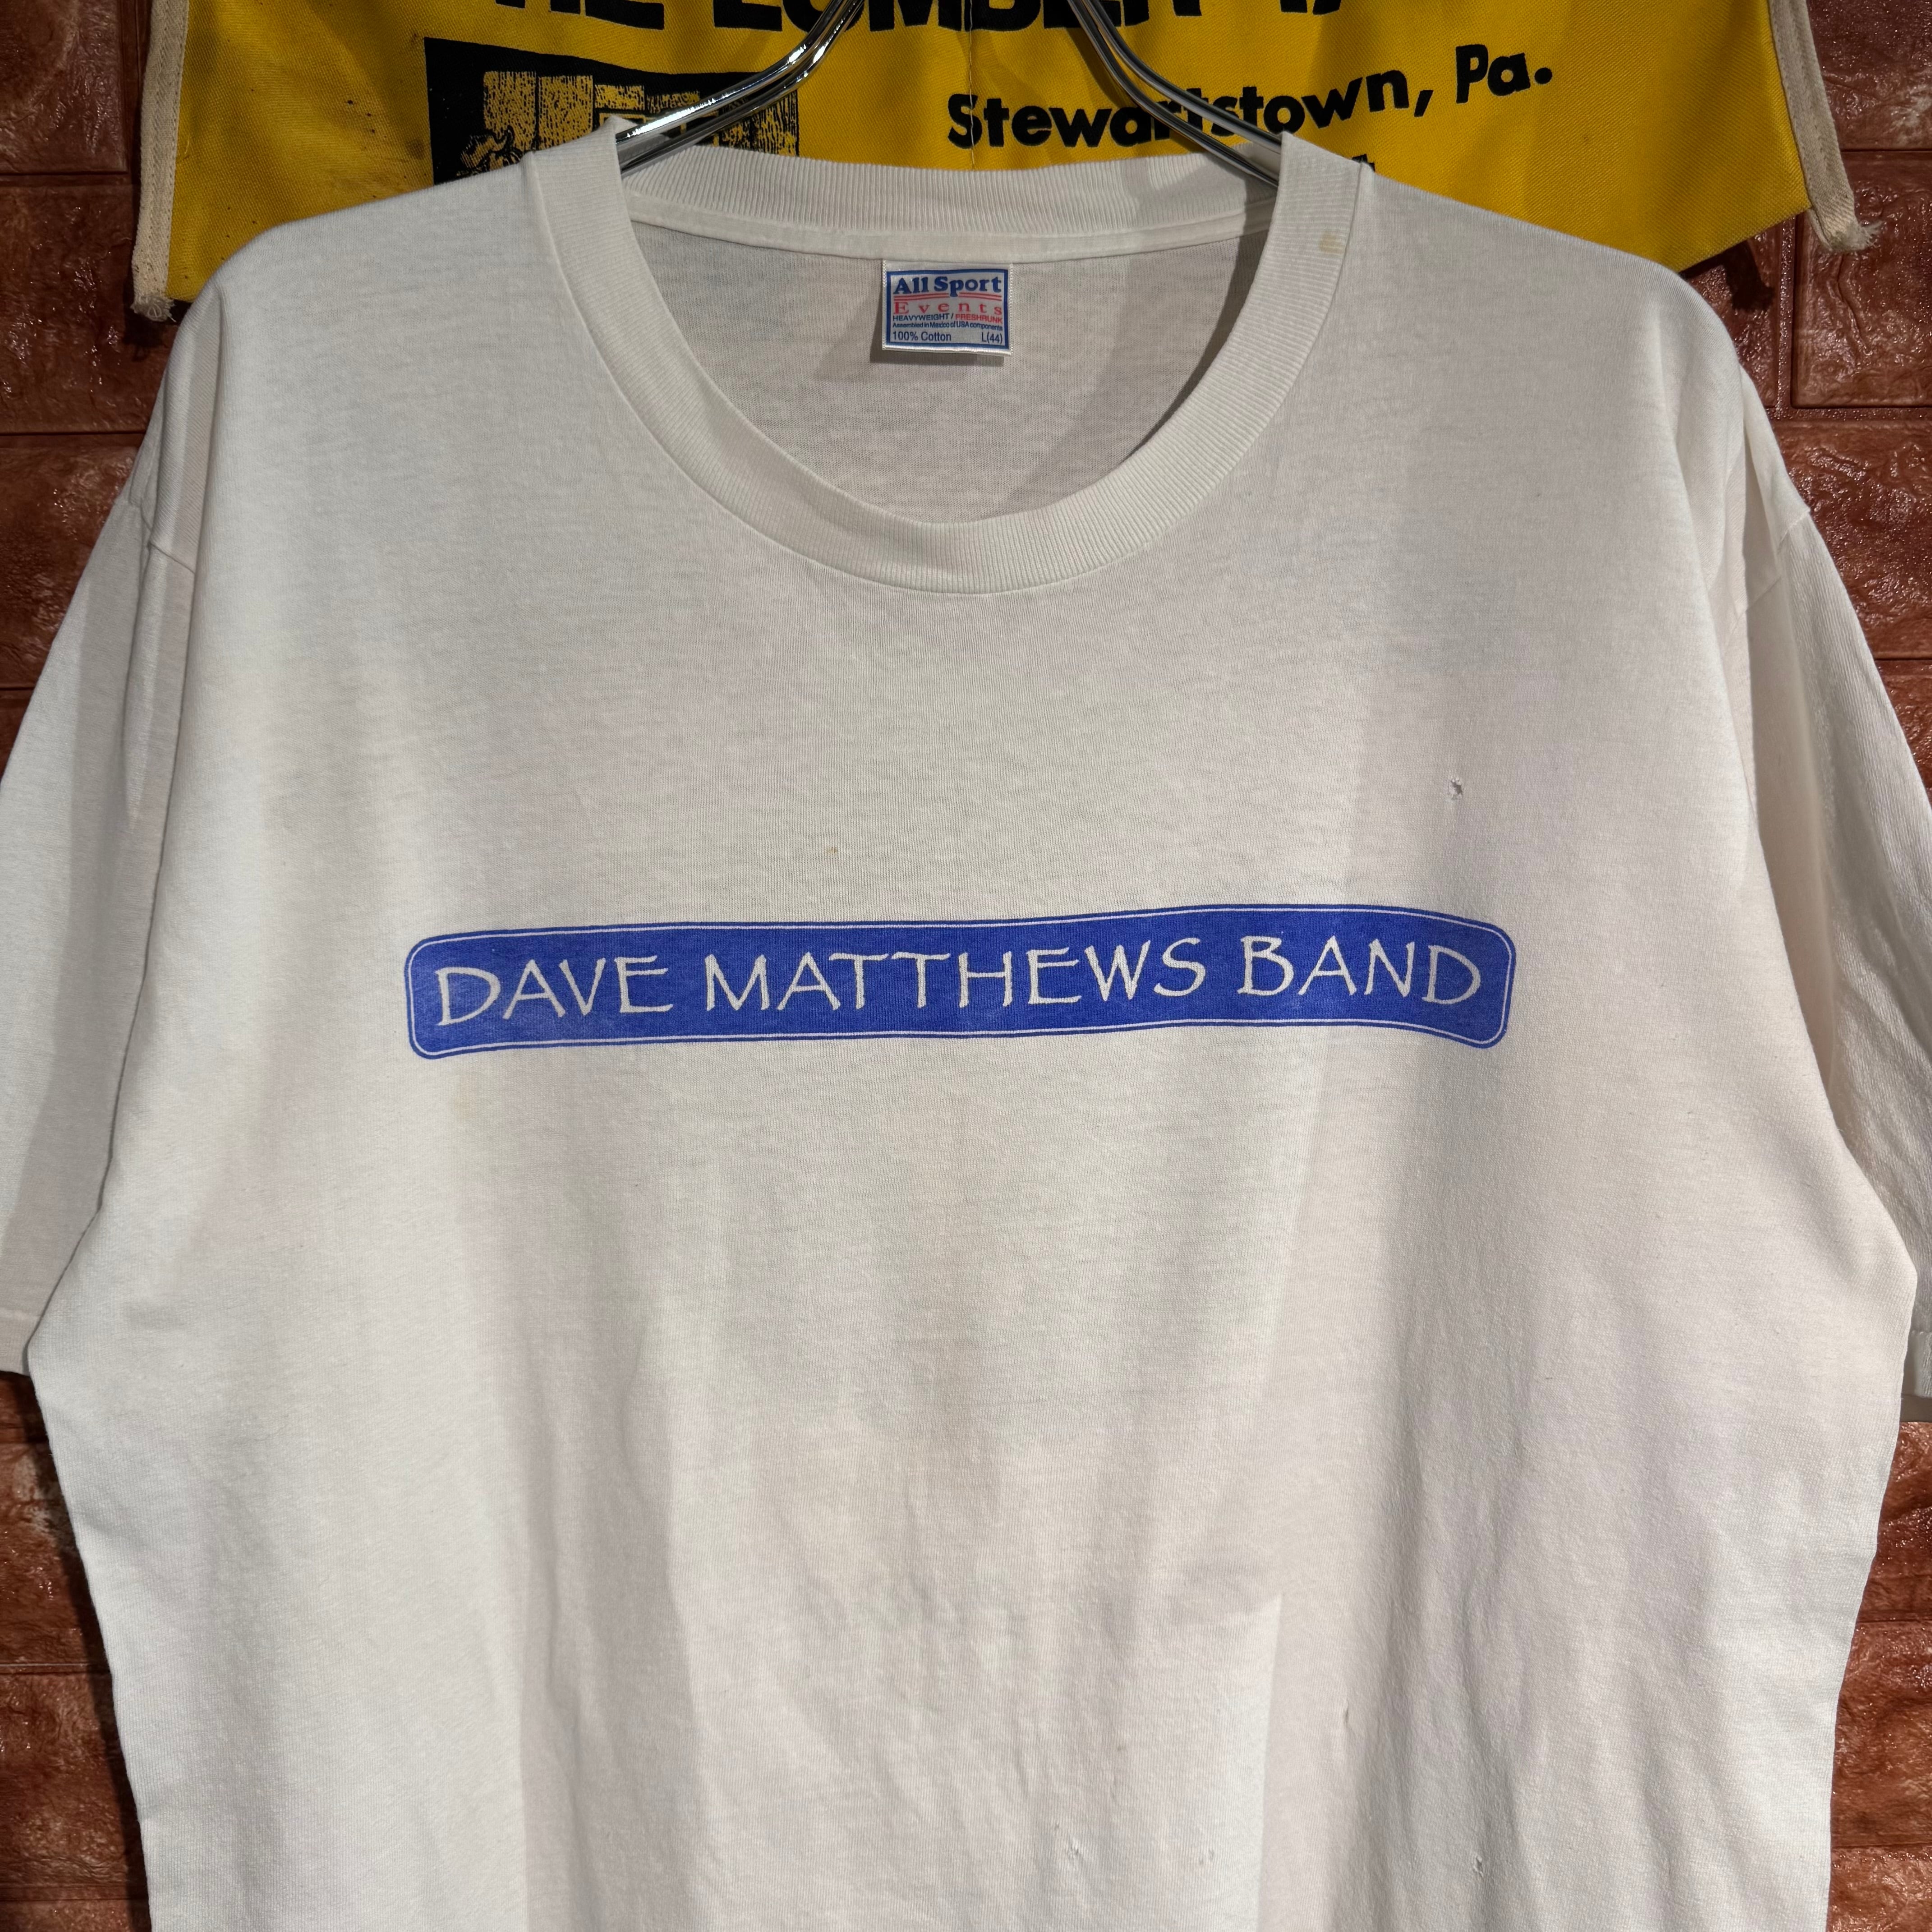 Stewartstown, Pa.
All Sport
Events
HEAVYWEIGHT / PRESHRUNK
Assembled in Mexico of USA components
100% Cotton L(44)
DAVE MATTHEWS BAND